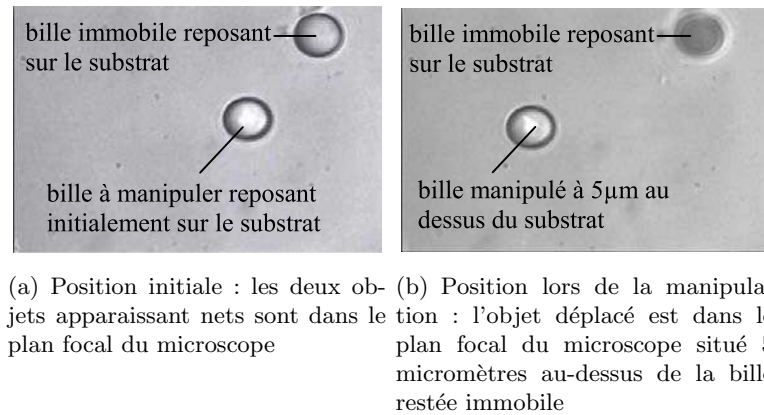 bille immobile reposant
sur le substrat
bille à manipuler reposant
initialement sur le substrat
bille immobile reposant
sur le substrat
bille manipulé à 5µm au
dessus du substrat
(a) Position initiale : les deux ob-
jets apparaissant nets sont dans le
plan focal du microscope
(b) Position lors de la manipula
tion : l'objet déplacé est dans l
plan focal du microscope situé 5
micromètres au-dessus de la bill
restée immobile